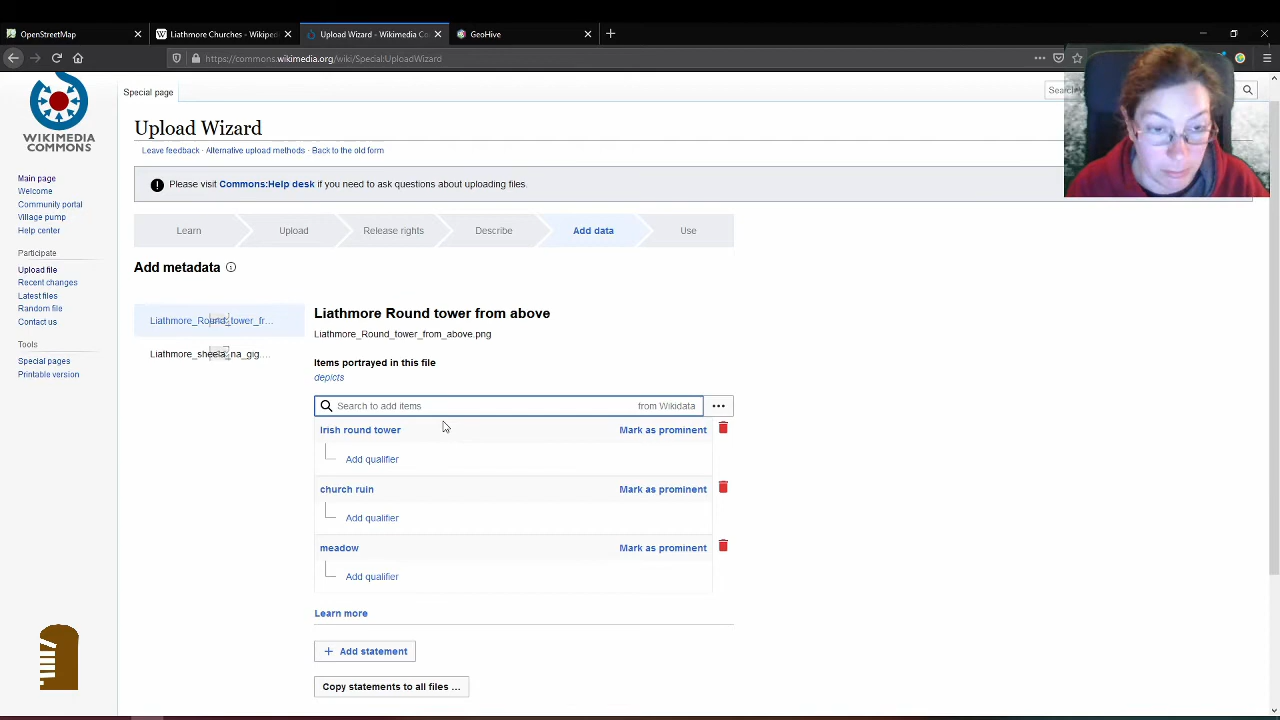 OpenStreetMap
Liathmore Churches - Wikiped
Upload Wizard - Wikimedia Co
GeoHive
https://commons.wikimedia.org/wiki/Special:UploadWizard
WIKIMEDIA
COMMONS
Main page
Welcome
Community portal
Village pump
Help center
Participate
Upload file
Recent changes
Latest files
Random file
Contact us
Tools
Special pages
Printable version
Special page
Search
Upload Wizard
Leave feedback · Alternative upload methods · Back to the old form
Please visit Commons:Help desk if you need to ask questions about uploading files.
Learn
Upload
Release rights
Describe
Add data
Use
Add metadata
Liathmore_Round_tower_fr...
Liathmore_sheela_na_gig....
Liathmore Round tower from above
Liathmore_Round_tower_from_above.png
Items portrayed in this file
depicts
Search to add items from Wikidata
Irish round tower Mark as prominent
Add qualifier
church ruin Mark as prominent
Add qualifier
meadow Mark as prominent
Add qualifier
Learn more
+ Add statement
Copy statements to all files ...